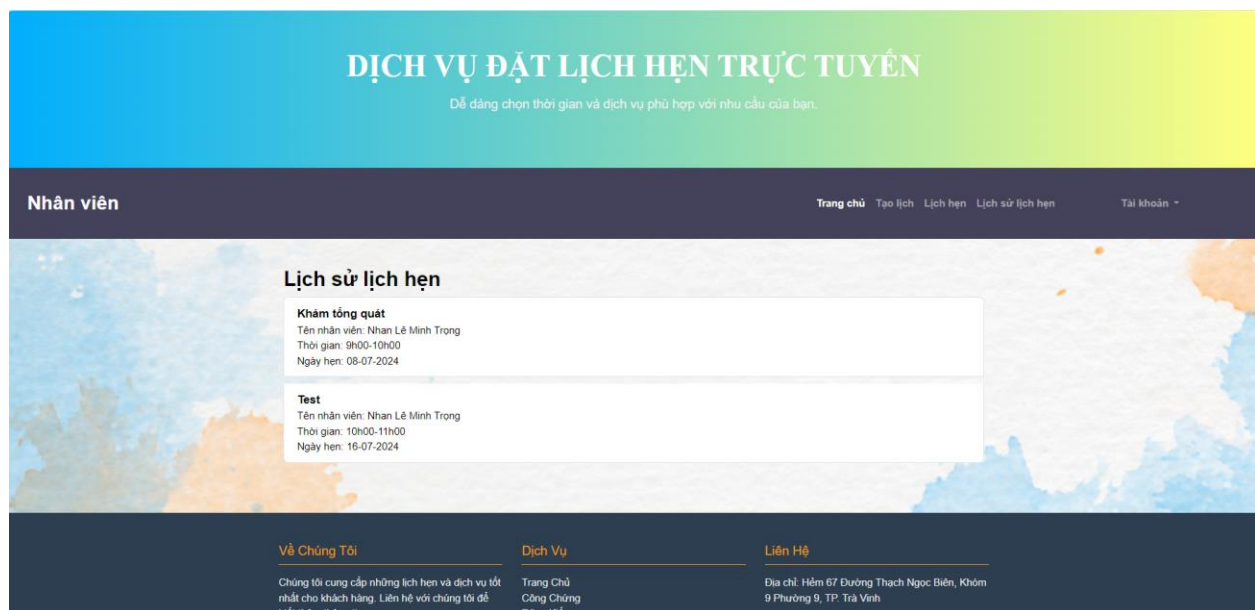 DỊCH VỤ ĐẶT LỊCH HẸN TRỰC TUYẾN
Dễ dàng chọn thời gian và dịch vụ phù hợp với nhu cầu của bạn.
Nhân viên
Trang chủ Tạo lịch Lịch hẹn Lịch sử lịch hẹn Tài khoản
Lịch sử lịch hẹn
Khám tổng quát
Tên nhân viên: Nhan Lê Minh Trọng
Thời gian: 9h00-10h00
Ngày hẹn: 08-07-2024
Test
Tên nhân viên: Nhan Lê Minh Trọng
Thời gian: 10h00-11h00
Ngày hẹn: 16-07-2024
Về Chúng Tôi
Chúng tôi cung cấp những lịch hẹn và dịch vụ tốt
nhất cho khách hàng. Liên hệ với chúng tôi để
Dịch Vụ
Trang Chủ
Công Chứng
Liên Hệ
Địa chỉ: Hẻm 67 Đường Thạch Ngọc Biên, Khóm
9 Phường 9, TP. Trà Vinh